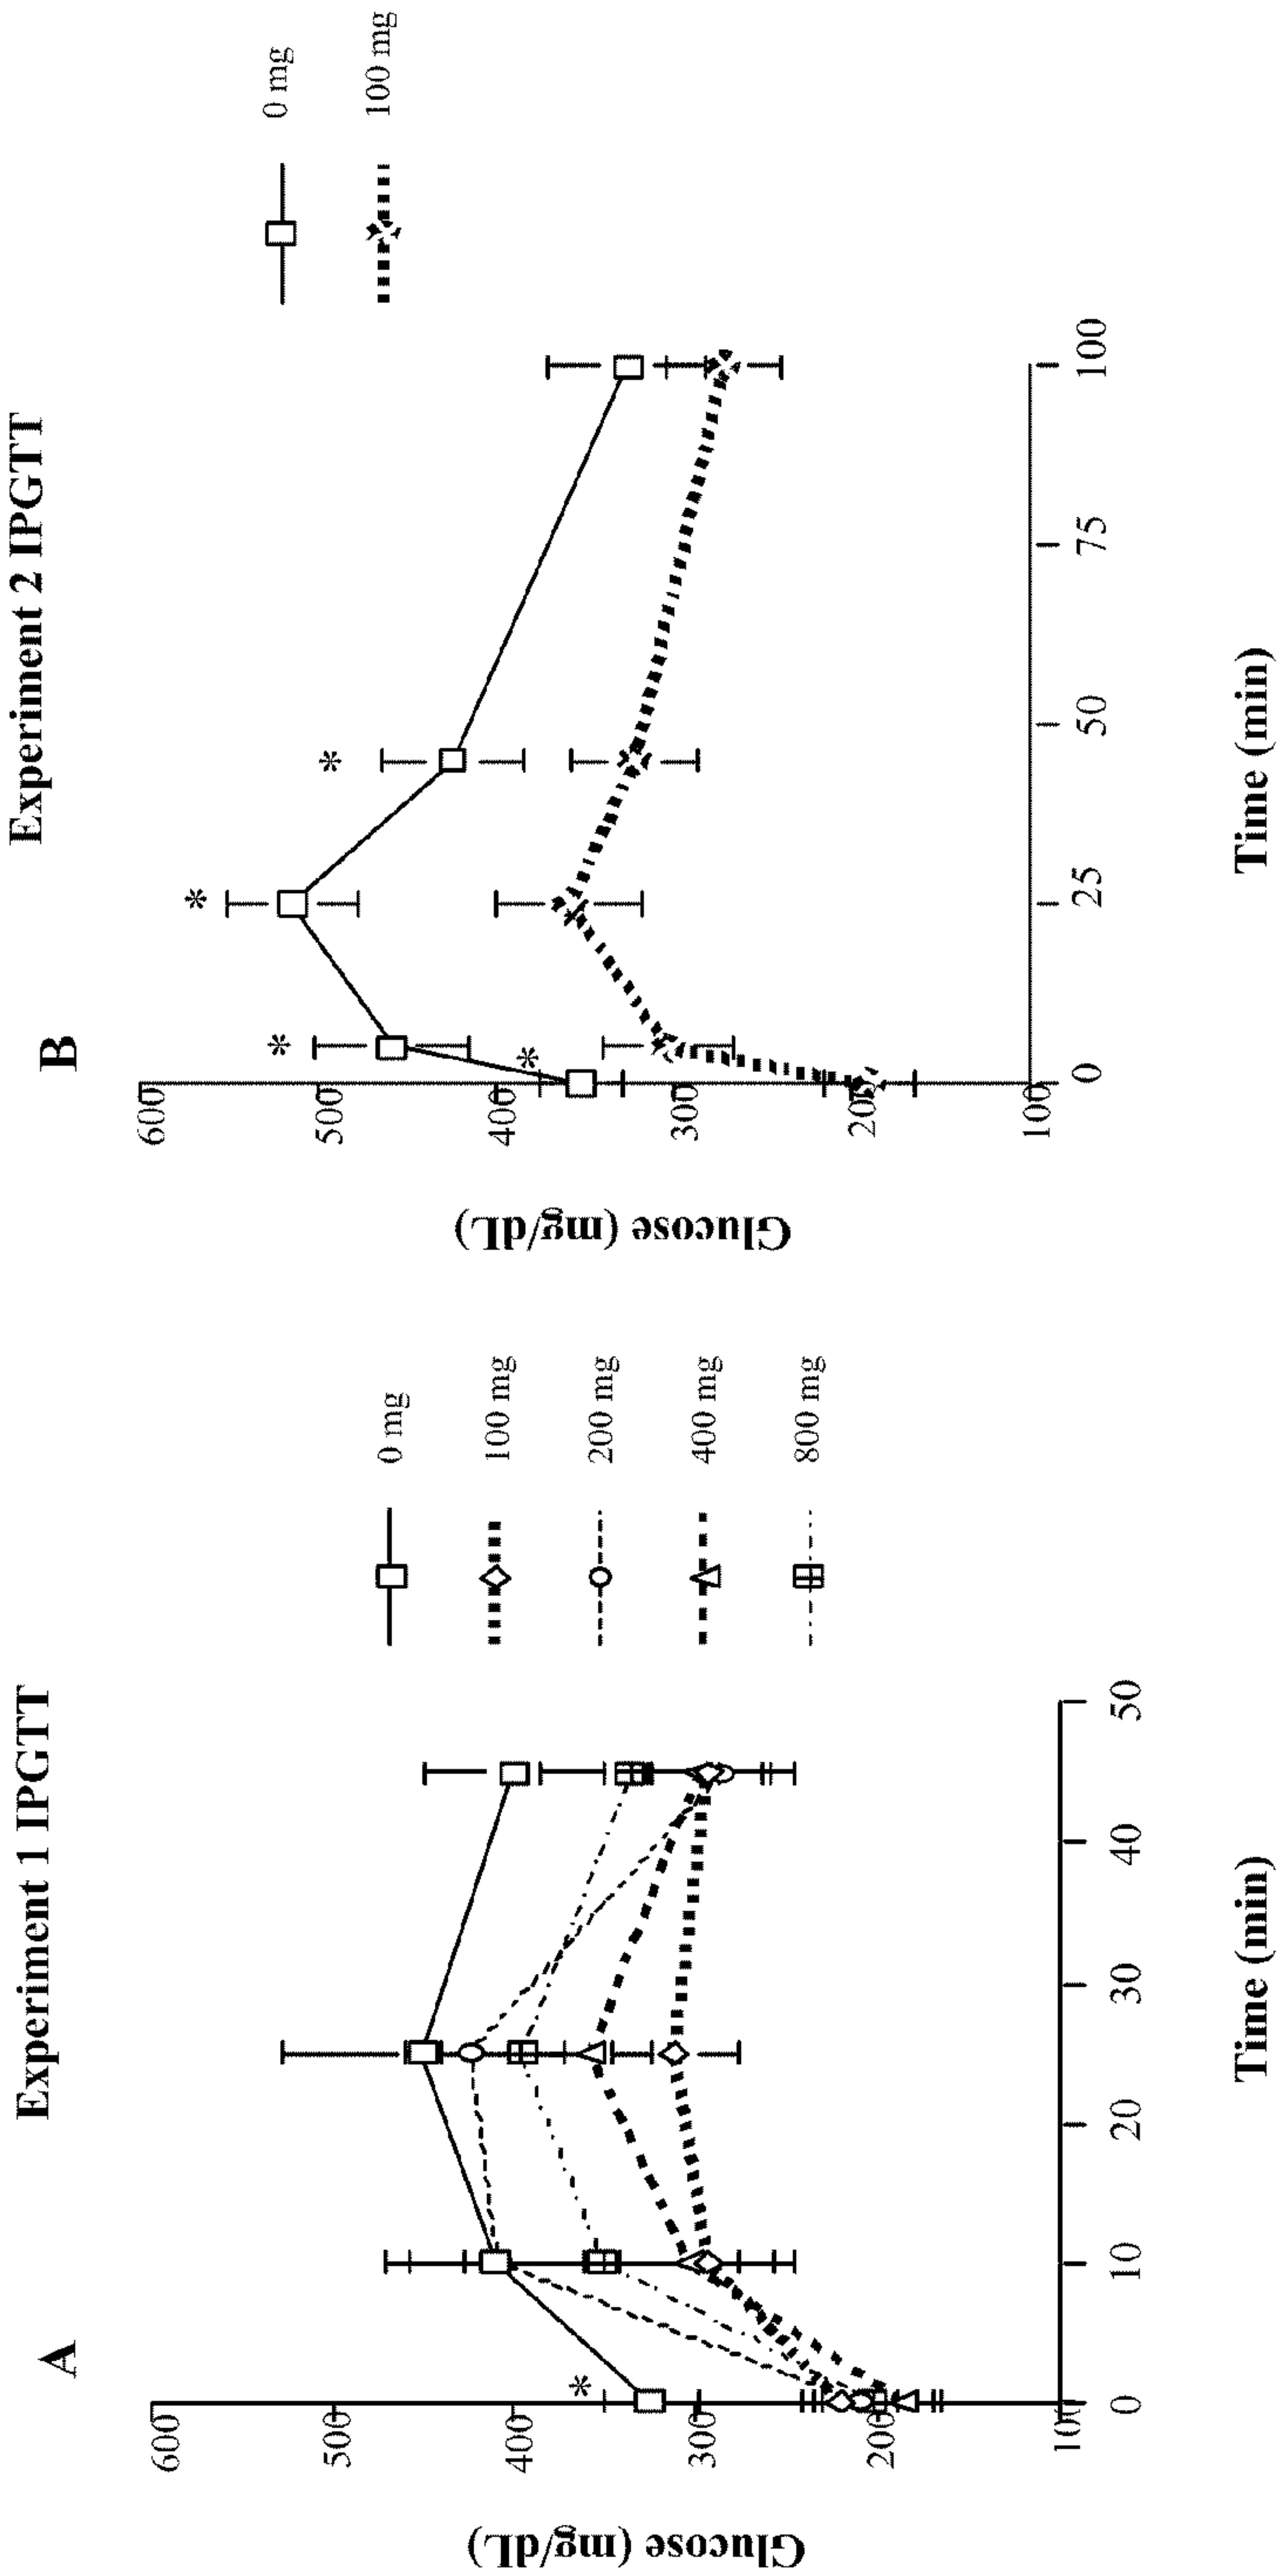 A
Experiment 1 IPGTT
Glucose (mg/dL)
600
500
400
300
200
100
*
0
10
20
30
40
50
Time (min)
0 mg
100 mg
200 mg
400 mg
800 mg
B
Experiment 2 IPGTT
Glucose (mg/dL)
600
500
400
300
200
100
*
*
*
*
0
25
50
75
100
Time (min)
0 mg
100 mg